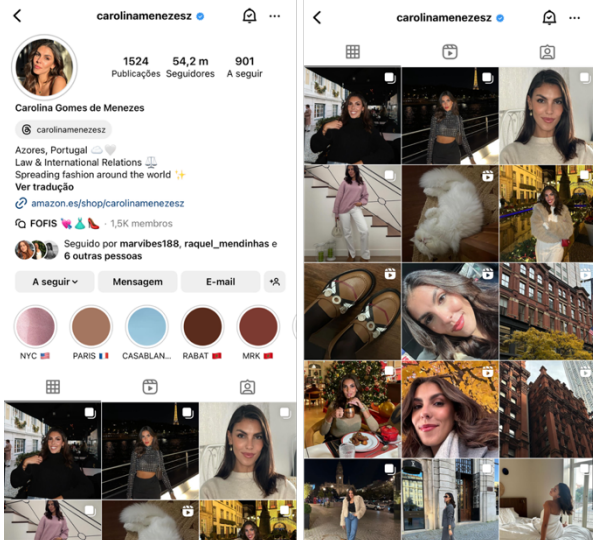 carolinamenezesz
1524
54,2 m
901
Publicações
Seguidores
A seguir
Carolina Gomes de Menezes
carolinamenezesz
Azores, Portugal ☁️🤍
Law & International Relations ⚖️
Spreading fashion around the world ✨
Ver tradução
amazon.es/shop/carolinamenezesz
FOFIS 💘👗👠 · 1,5K membros
Seguido por marvibes188, raquel_mendinhas e
6 outras pessoas
A seguir
Mensagem
E-mail
NYC 🇺🇸
PARIS 🇫🇷
CASABLAN...
RABAT 🇲🇦
MRK 🇲🇦
carolinamenezesz